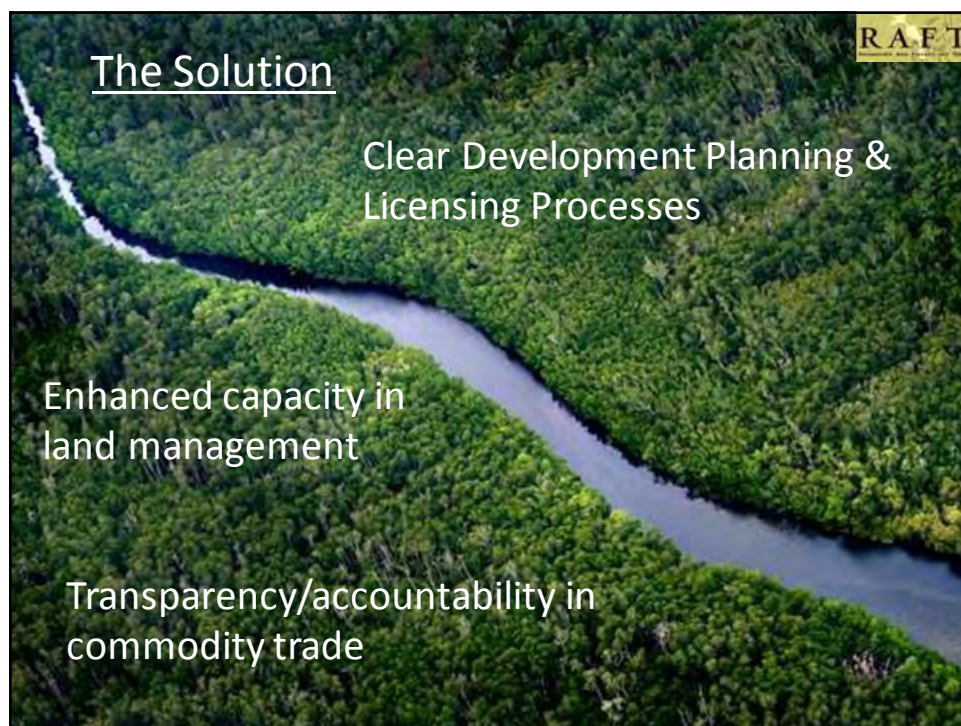 RAFT
The Solution
Clear Development Planning &
Licensing Processes
Enhanced capacity in
land management
Transparency/accountability in
commodity trade